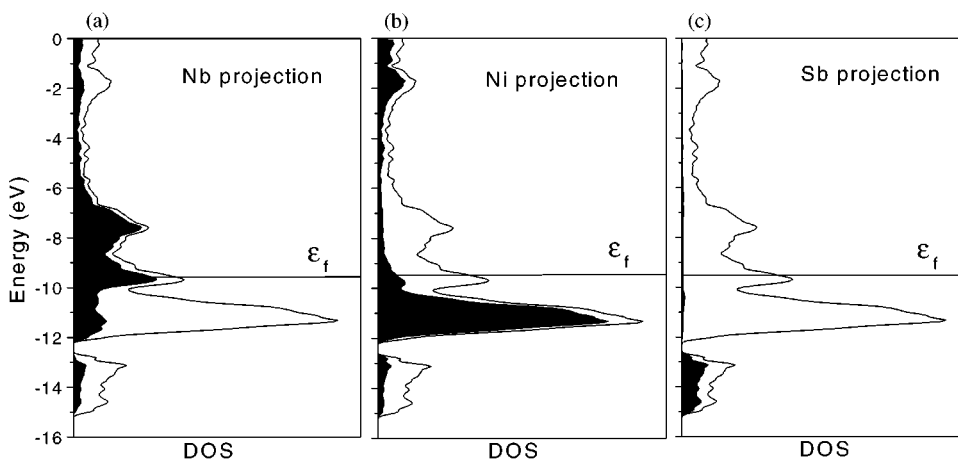 (a)
(b)
(c)
Nb projection
Ni projection
Sb projection
0
-2
-4
-6
-8
-10
-12
-14
-16
Energy (eV)
εf
εf
εf
DOS
DOS
DOS